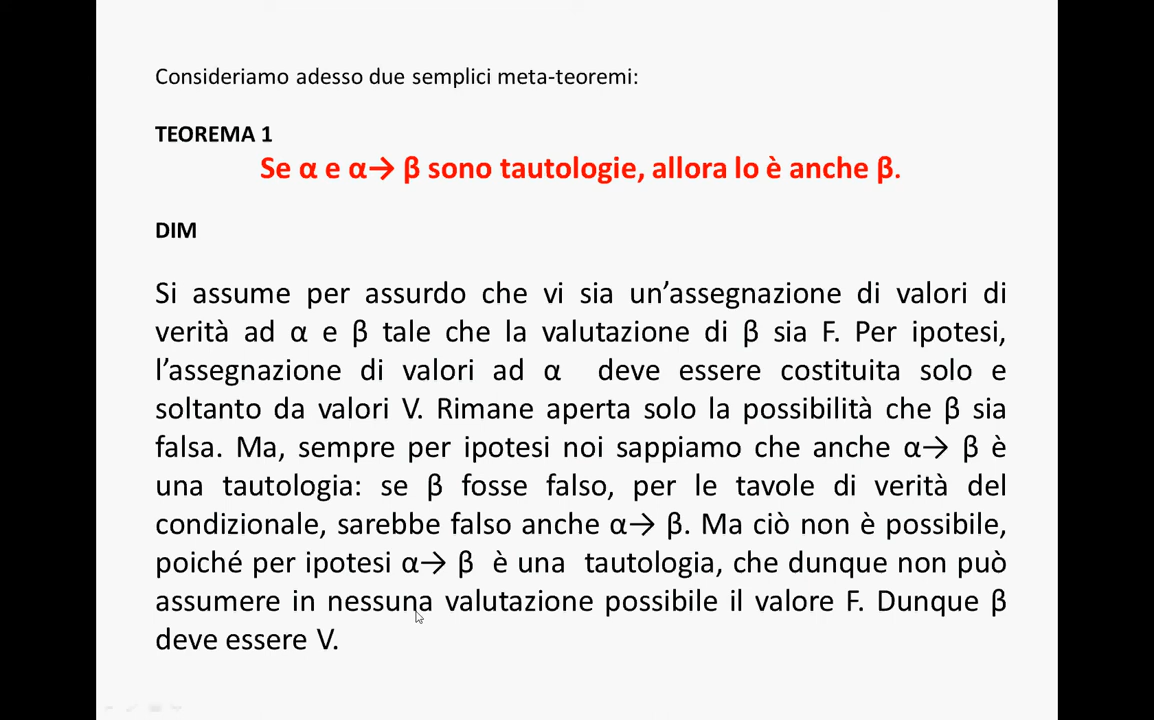 Consideriamo adesso due semplici meta-teoremi:
TEOREMA 1
Se α e α→ β sono tautologie, allora lo è anche β.
DIM
Si assume per assurdo che vi sia un’assegnazione di valori di
verità ad α e β tale che la valutazione di β sia F. Per ipotesi,
l’assegnazione di valori ad α deve essere costituita solo e
soltanto da valori V. Rimane aperta solo la possibilità che β sia
falsa. Ma, sempre per ipotesi noi sappiamo che anche α→ β è
una tautologia: se β fosse falso, per le tavole di verità del
condizionale, sarebbe falso anche α→ β. Ma ciò non è possibile,
poiché per ipotesi α→ β è una tautologia, che dunque non può
assumere in nessuna valutazione possibile il valore F. Dunque β
deve essere V.